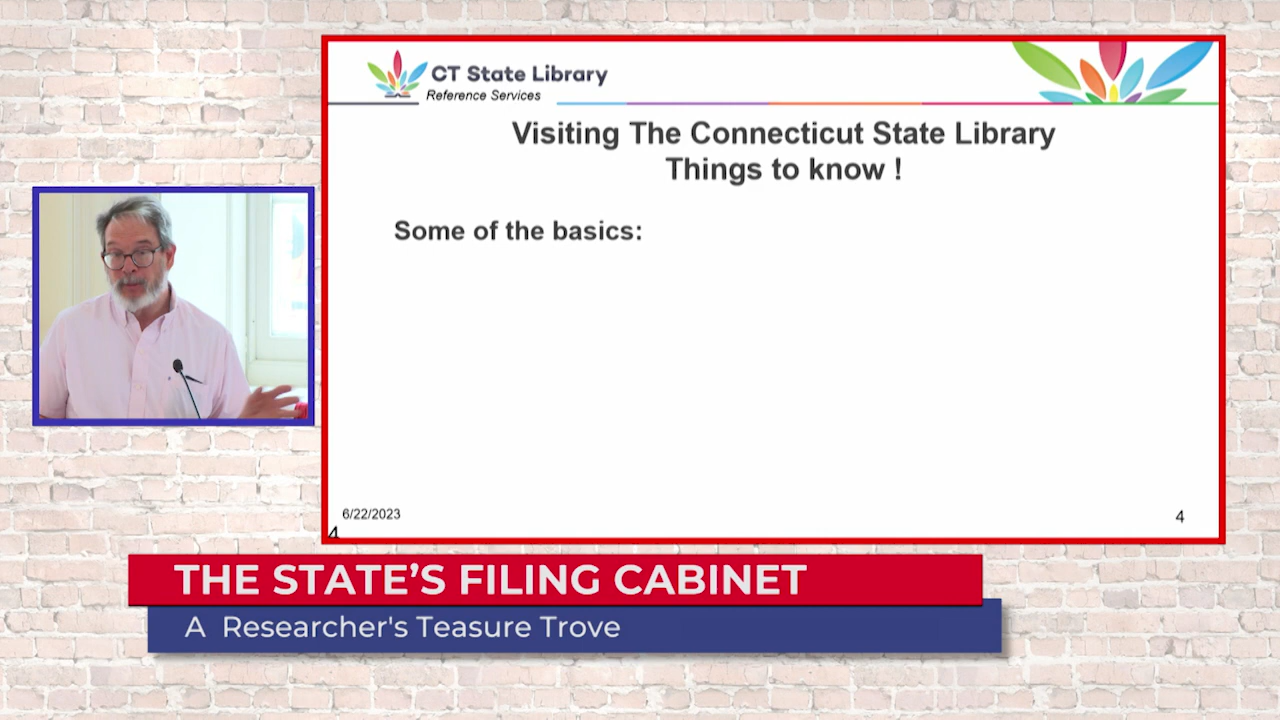 CT State Library
Reference Services
Visiting The Connecticut State Library
Things to know !
Some of the basics:
6/22/2023
4
4
THE STATE'S FILING CABINET
A Researcher's Teasure Trove